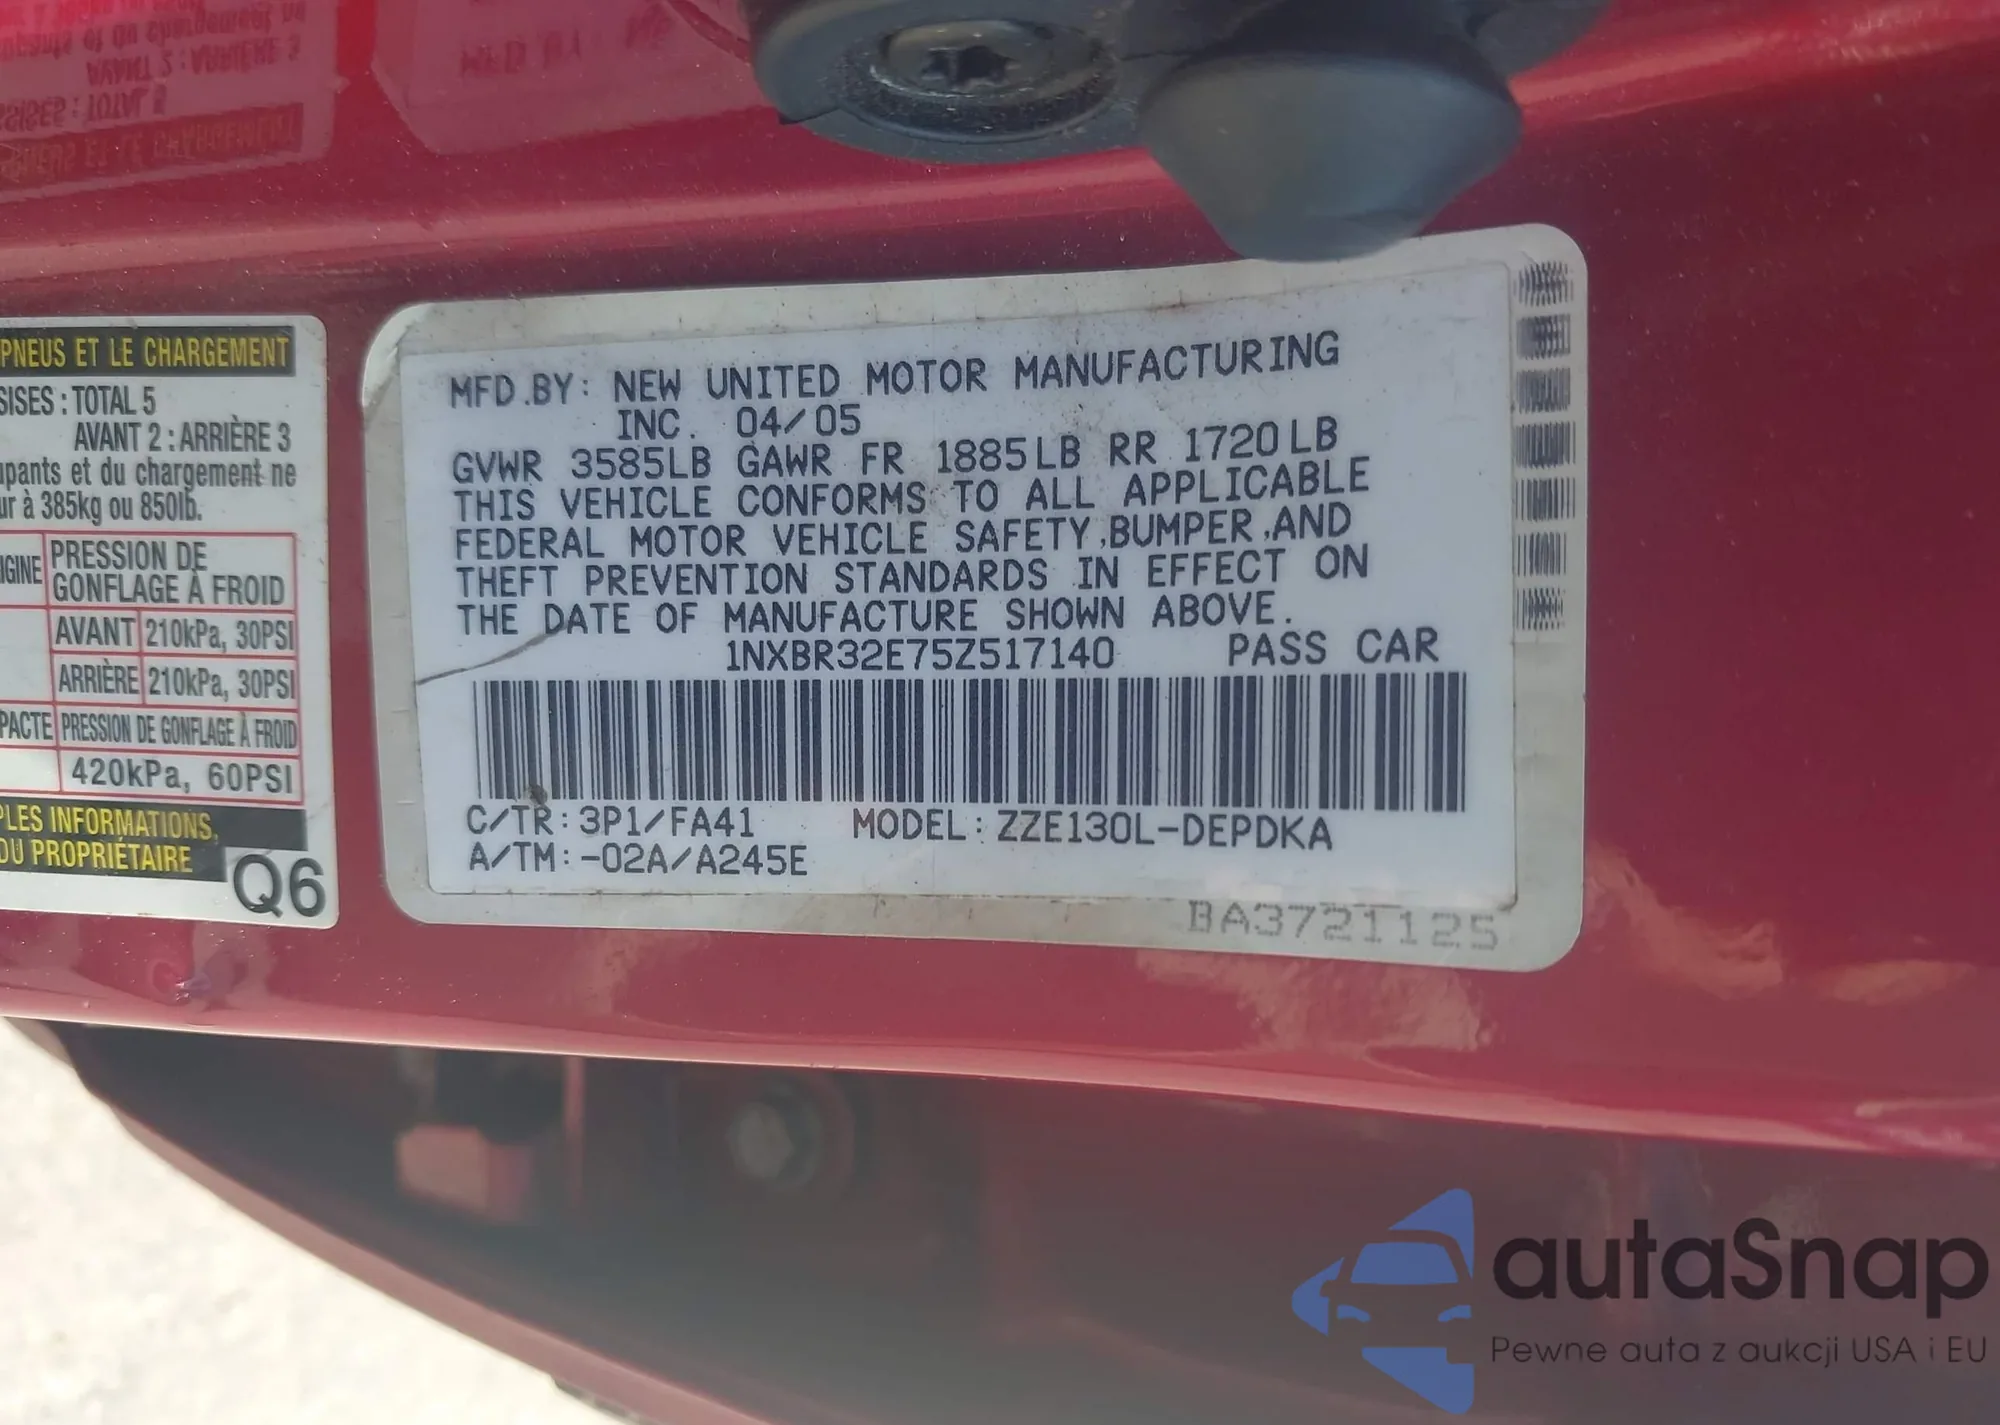 PNEUS ET LE CHARGEMENT
SISES : TOTAL 5
AVANT 2 : ARRIÈRE 3
upants et du chargement ne
ur à 385kg ou 850lb.
IGINE PRESSION DE
GONFLAGE À FROID
AVANT 210kPa, 30PSI
ARRIÈRE 210kPa, 30PSI
PACTE PRESSION DE GONFLAGE À FROID
420kPa, 60PSI
PLES INFORMATIONS,
DU PROPRIÉTAIRE
Q6
MFD.BY: NEW UNITED MOTOR MANUFACTURING
INC. 04/05
GVWR 3585LB GAWR FR 1885LB RR 1720LB
THIS VEHICLE CONFORMS TO ALL APPLICABLE
FEDERAL MOTOR VEHICLE SAFETY,BUMPER,AND
THEFT PREVENTION STANDARDS IN EFFECT ON
THE DATE OF MANUFACTURE SHOWN ABOVE.
1NXBR32E75Z517140 PASS CAR
C/TR: 3P1/FA41 MODEL: ZZE130L-DEPDKA
A/TM: -02A/A245E
BA3721125
autaSnap
Pewne auta z aukcji USA i EU